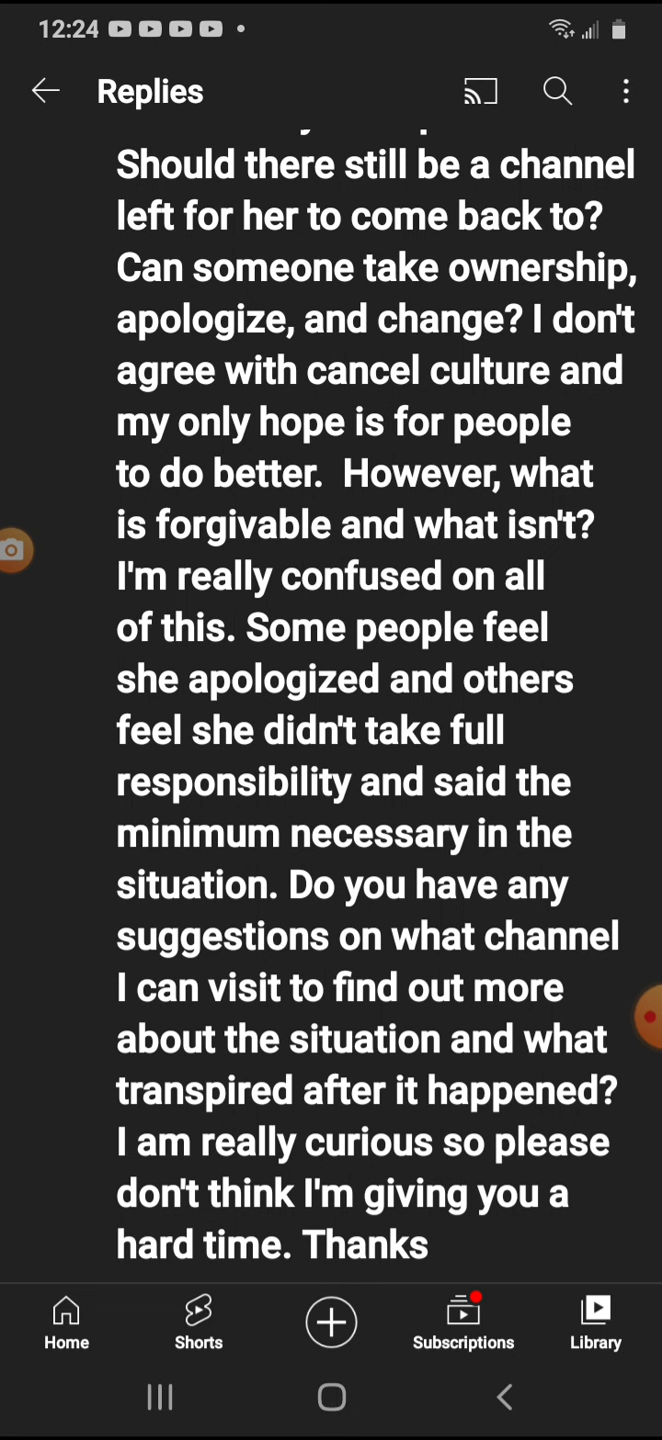 12:24
Replies
Should there still be a channel
left for her to come back to?
Can someone take ownership,
apologize, and change? I don't
agree with cancel culture and
my only hope is for people
to do better.  However, what
is forgivable and what isn't?
I'm really confused on all
of this. Some people feel
she apologized and others
feel she didn't take full
responsibility and said the
minimum necessary in the
situation. Do you have any
suggestions on what channel
I can visit to find out more
about the situation and what
transpired after it happened?
I am really curious so please
don't think I'm giving you a
hard time. Thanks
Home Shorts Subscriptions Library